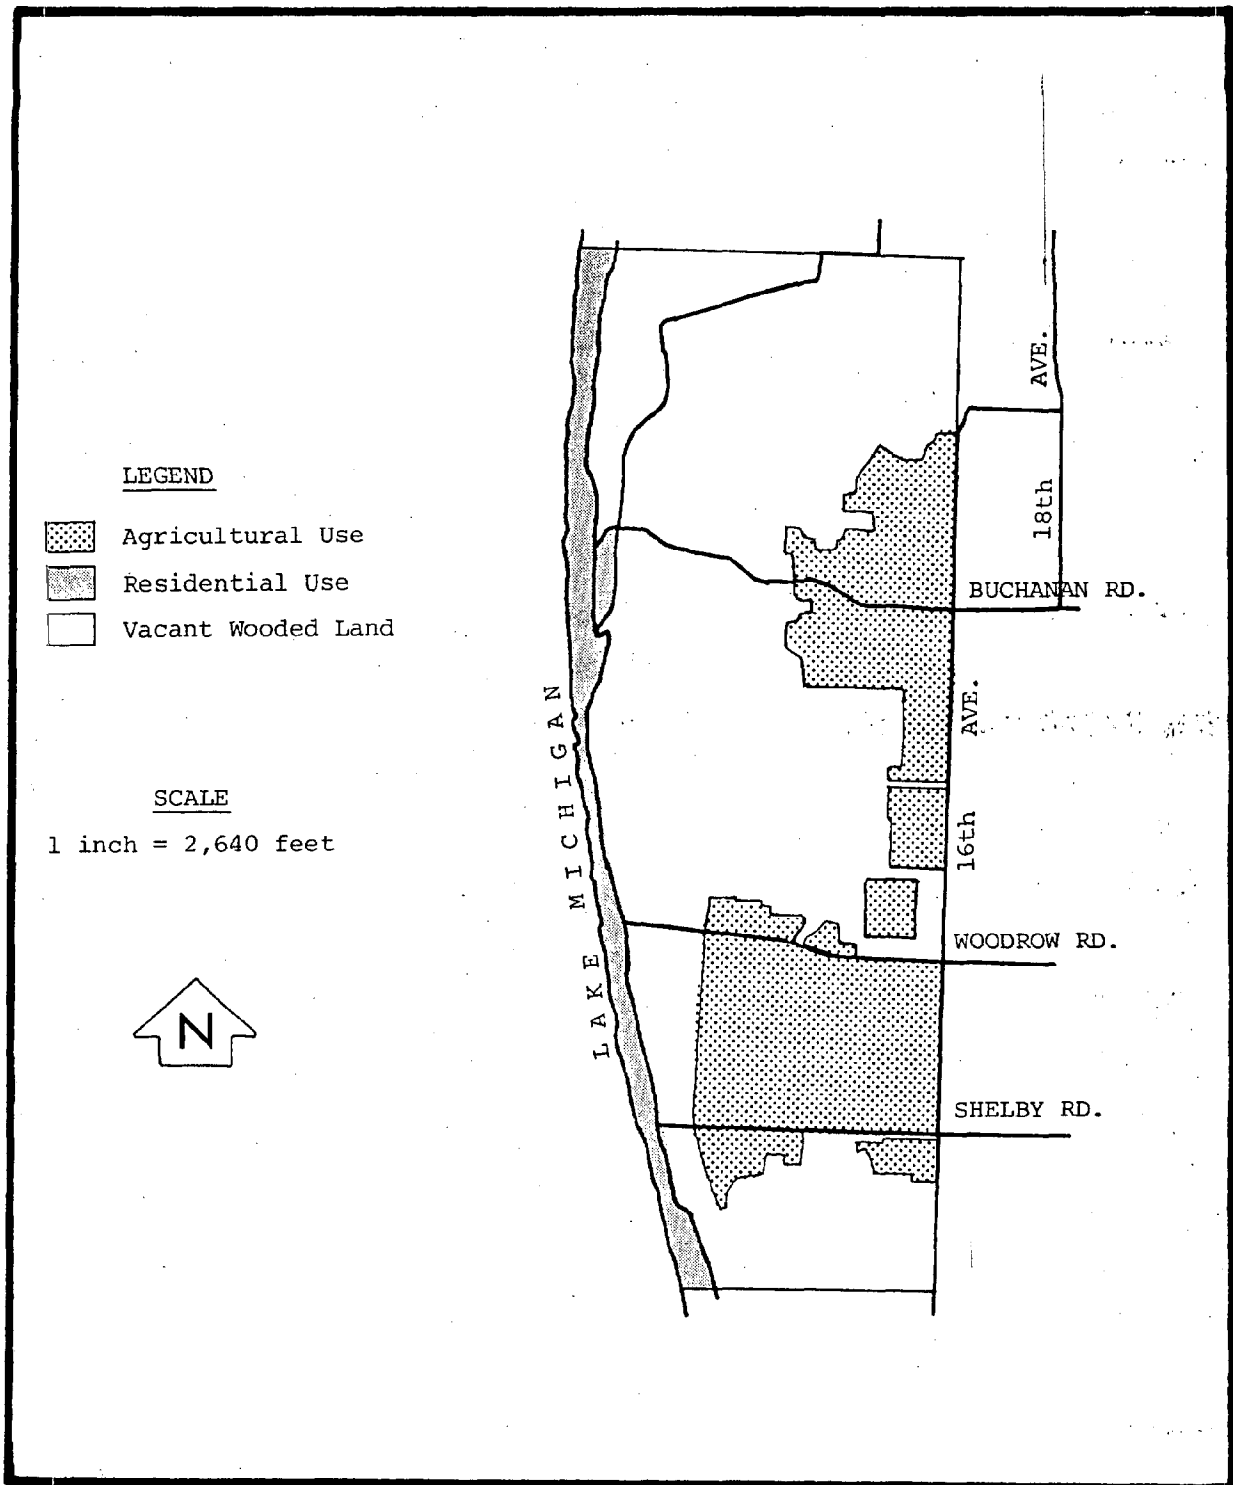 LEGEND
Agricultural Use
Residential Use
Vacant Wooded Land
SCALE
1 inch = 2,640 feet
N
LAKE MICHIGAN
18th AVE.
BUCHANAN RD.
16th AVE.
WOODROW RD.
SHELBY RD.